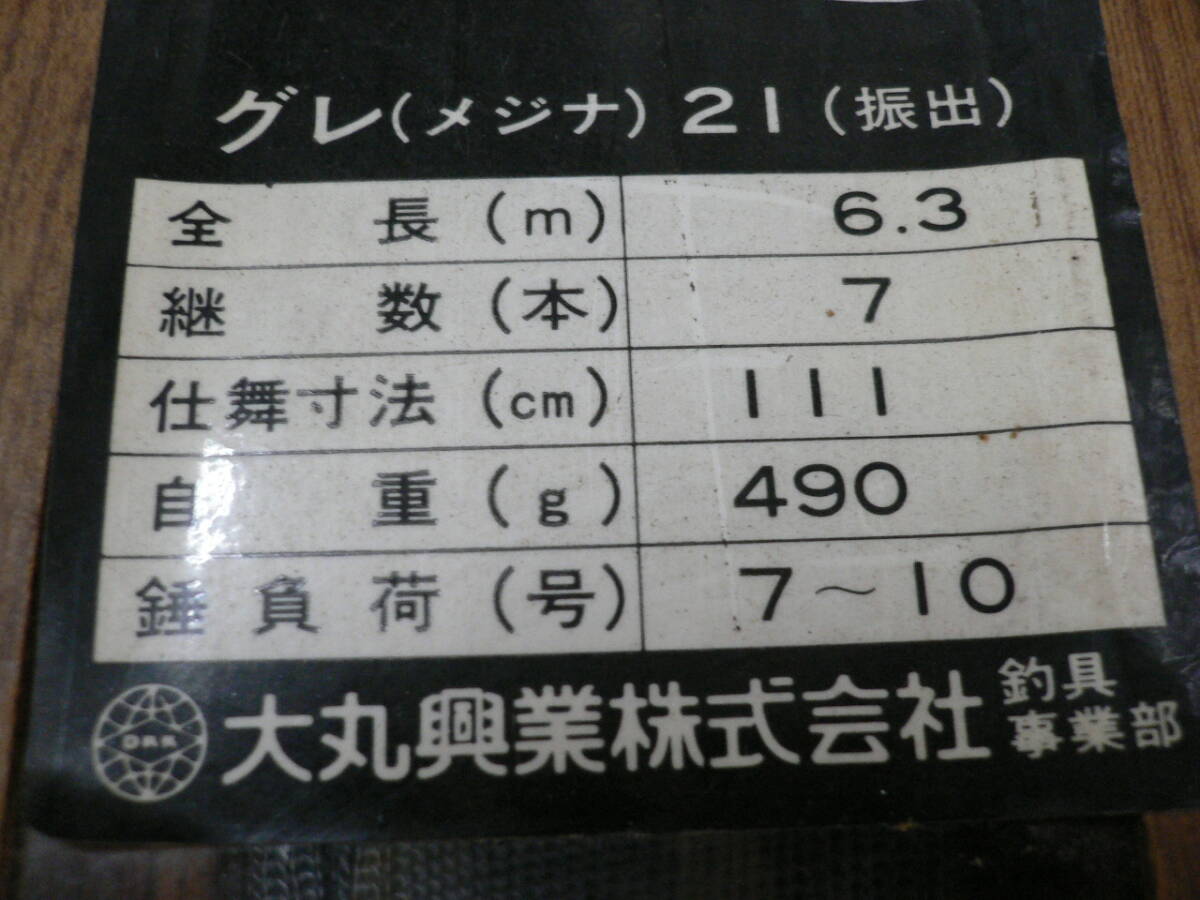 グレ(メジナ)21(振出)
全長(m) 6.3
継数(本) 7
仕舞寸法(cm) 111
自重(g) 490
錘負荷(号) 7～10
大丸興業株式会社 釣具
事業部